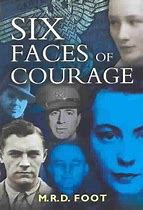 SIX
FACES OF
COURAGE
M.R.D. FOOT